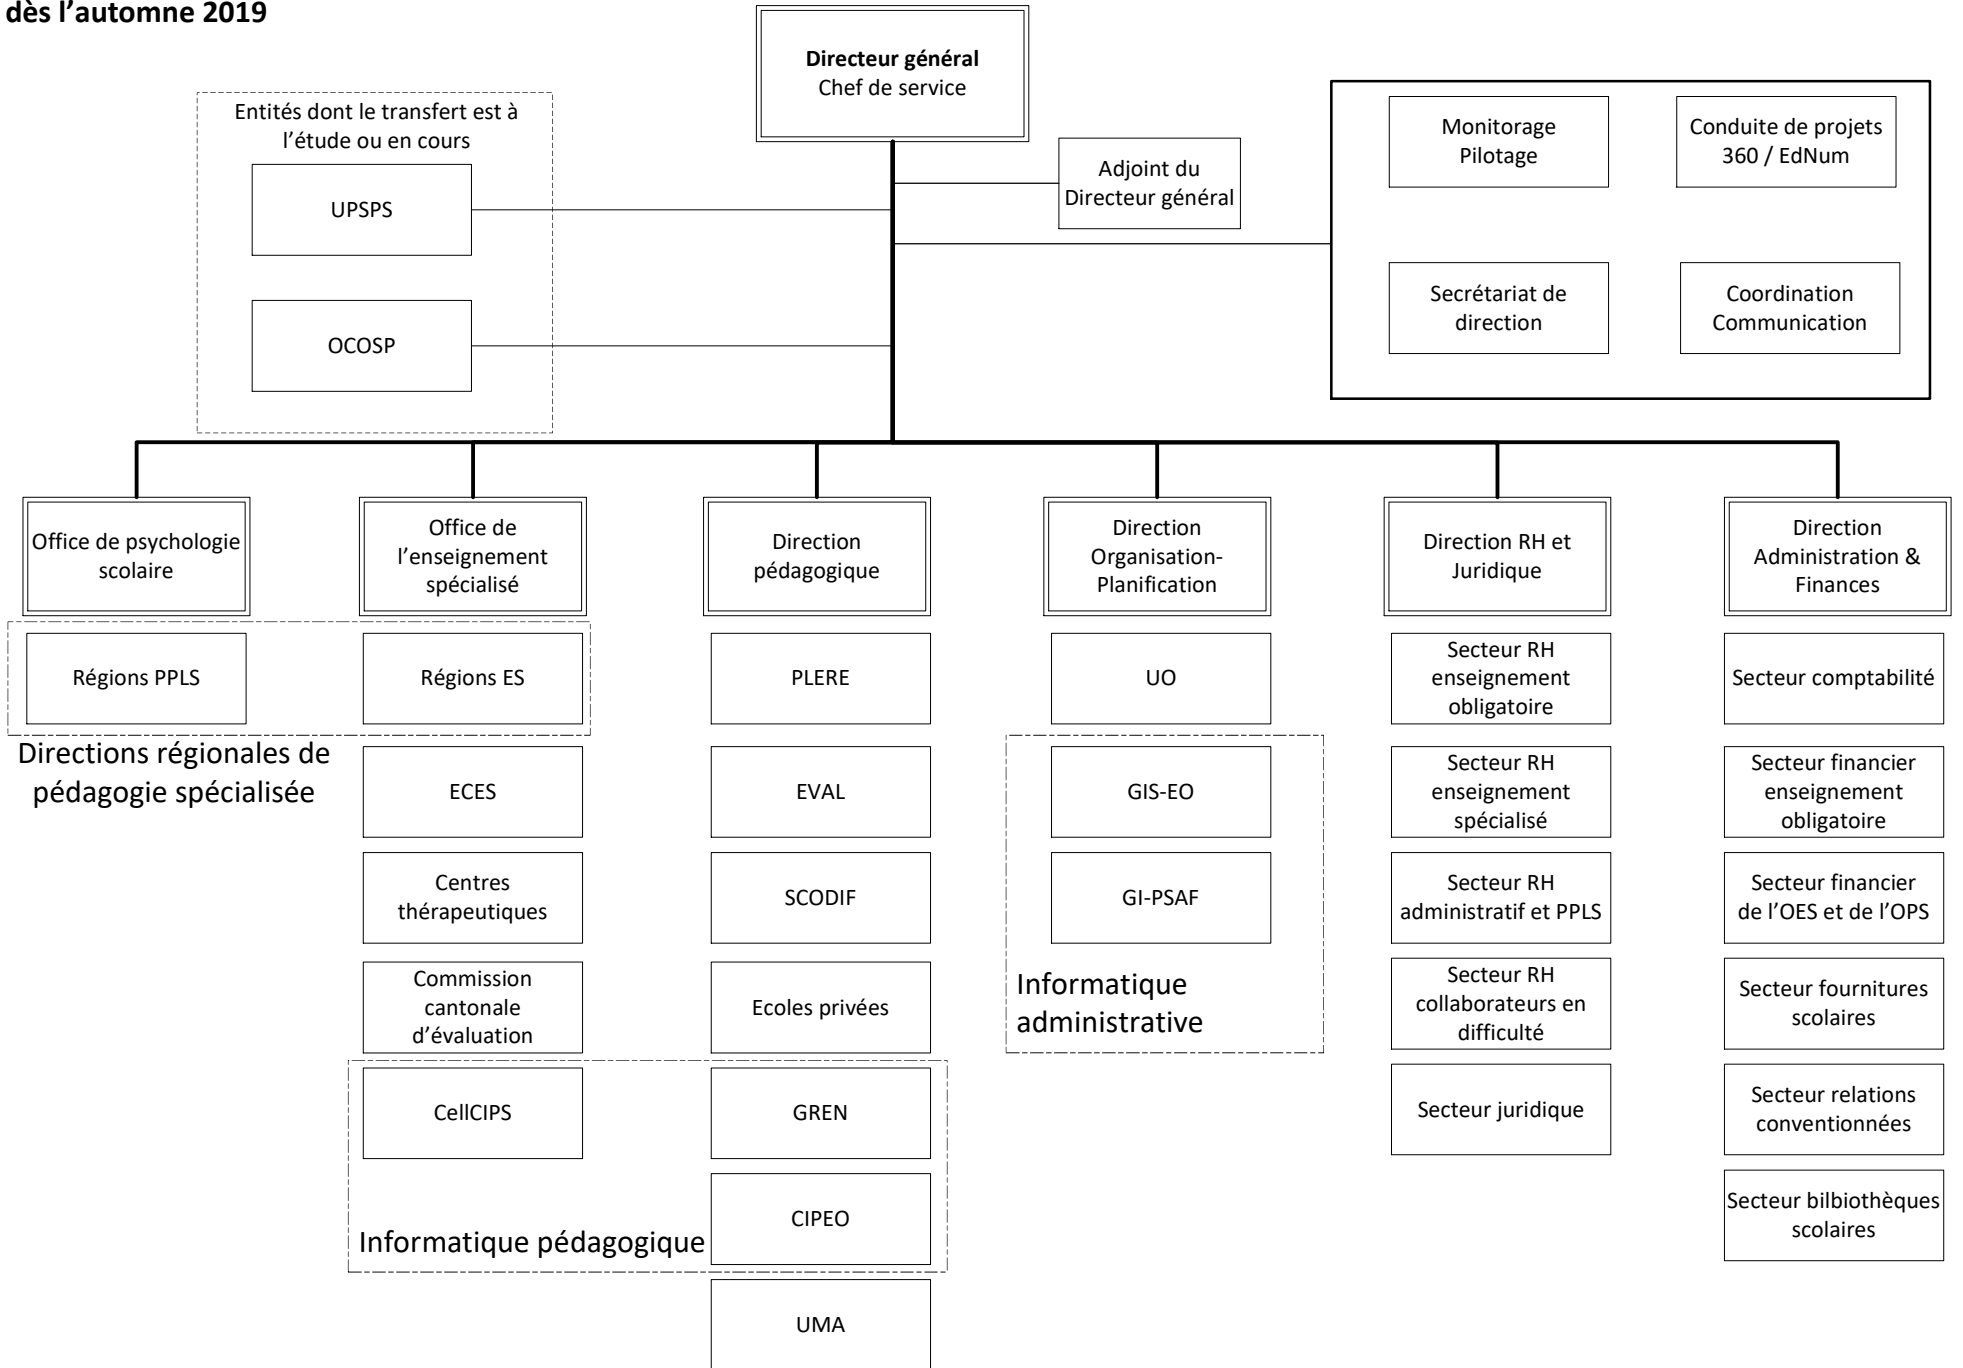 dès l’automne 2019
Directeur général
Chef de service
Entités dont le transfert est à
l’étude ou en cours
UPSPS
OCOSP
Adjoint du
Directeur général
Monitorage
Pilotage
Conduite de projets
360 / EdNum
Secrétariat de
direction
Coordination
Communication
Office de psychologie
scolaire
Office de
l’enseignement
spécialisé
Direction
pédagogique
Direction
Organisation-
Planification
Direction RH et
Juridique
Direction
Administration &
Finances
Régions PPLS
Régions ES
Directions régionales de
pédagogie spécialisée
ECES
Centres
thérapeutiques
Commission
cantonale
d’évaluation
CellCIPS
Informatique pédagogique
PLERE
EVAL
SCODIF
Ecoles privées
GREN
CIPEO
UMA
UO
GIS-EO
GI-PSAF
Informatique
administrative
Secteur RH
enseignement
obligatoire
Secteur RH
enseignement
spécialisé
Secteur RH
administratif et PPLS
Secteur RH
collaborateurs en
difficulté
Secteur juridique
Secteur comptabilité
Secteur financier
enseignement
obligatoire
Secteur financier
de l’OES et de l’OPS
Secteur fournitures
scolaires
Secteur relations
conventionnées
Secteur bilbiothèques
scolaires